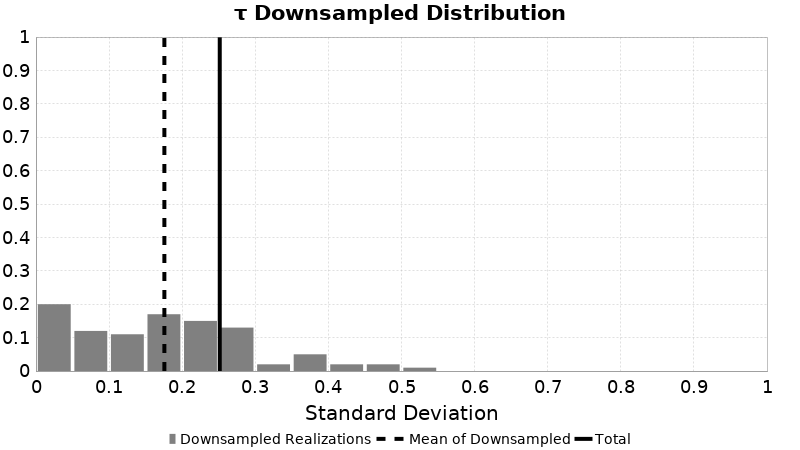 τ Downsampled Distribution
1
0.9
0.8
0.7
0.6
0.5
0.4
0.3
0.2
0.1
0
0 0.1 0.2 0.3 0.4 0.5 0.6 0.7 0.8 0.9 1
Standard Deviation
Downsampled Realizations Mean of Downsampled Total